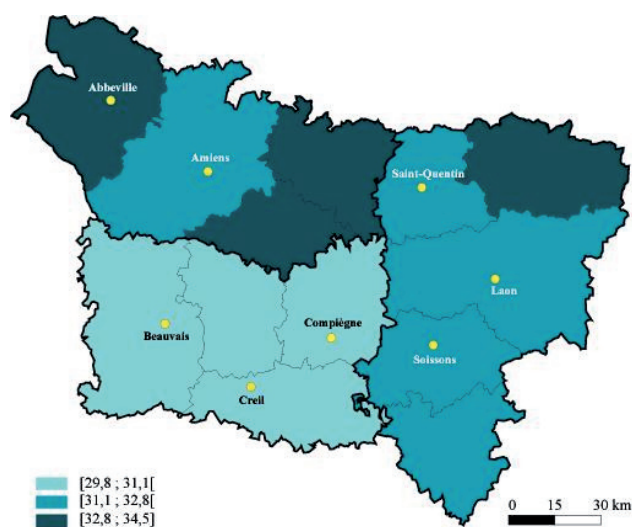 Abbeville
Amiens
Saint-Quentin
Laon
Compiègne
Beauvais
Soissons
Creil
[29,8 ; 31,1[
[31,1 ; 32,8[
[32,8 ; 34,5]
0 15 30 km